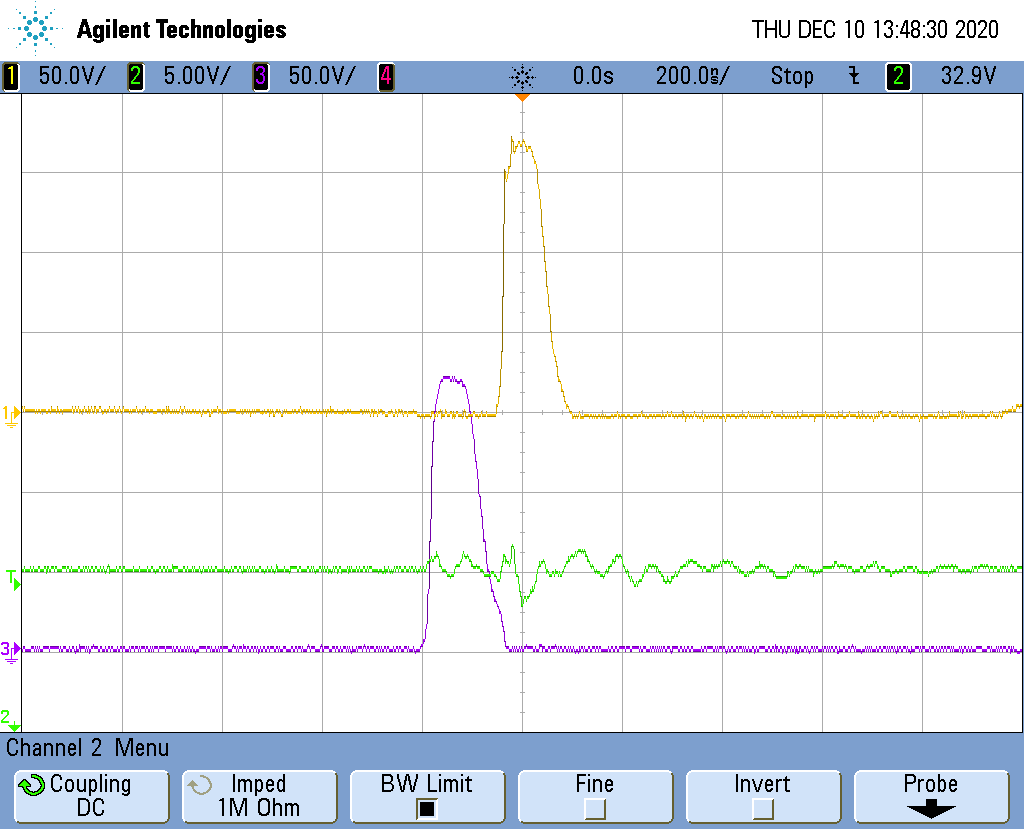 Agilent Technologies THU DEC 10 13:48:30 2020
1 50.0V/ 2 5.00V/ 3 50.0V/ 4 0.0s 200.0ns/ Stop 2 32.9V
1
T
3
2
Channel 2 Menu
Coupling Imped BW Limit Fine Invert Probe
DC 1M Ohm